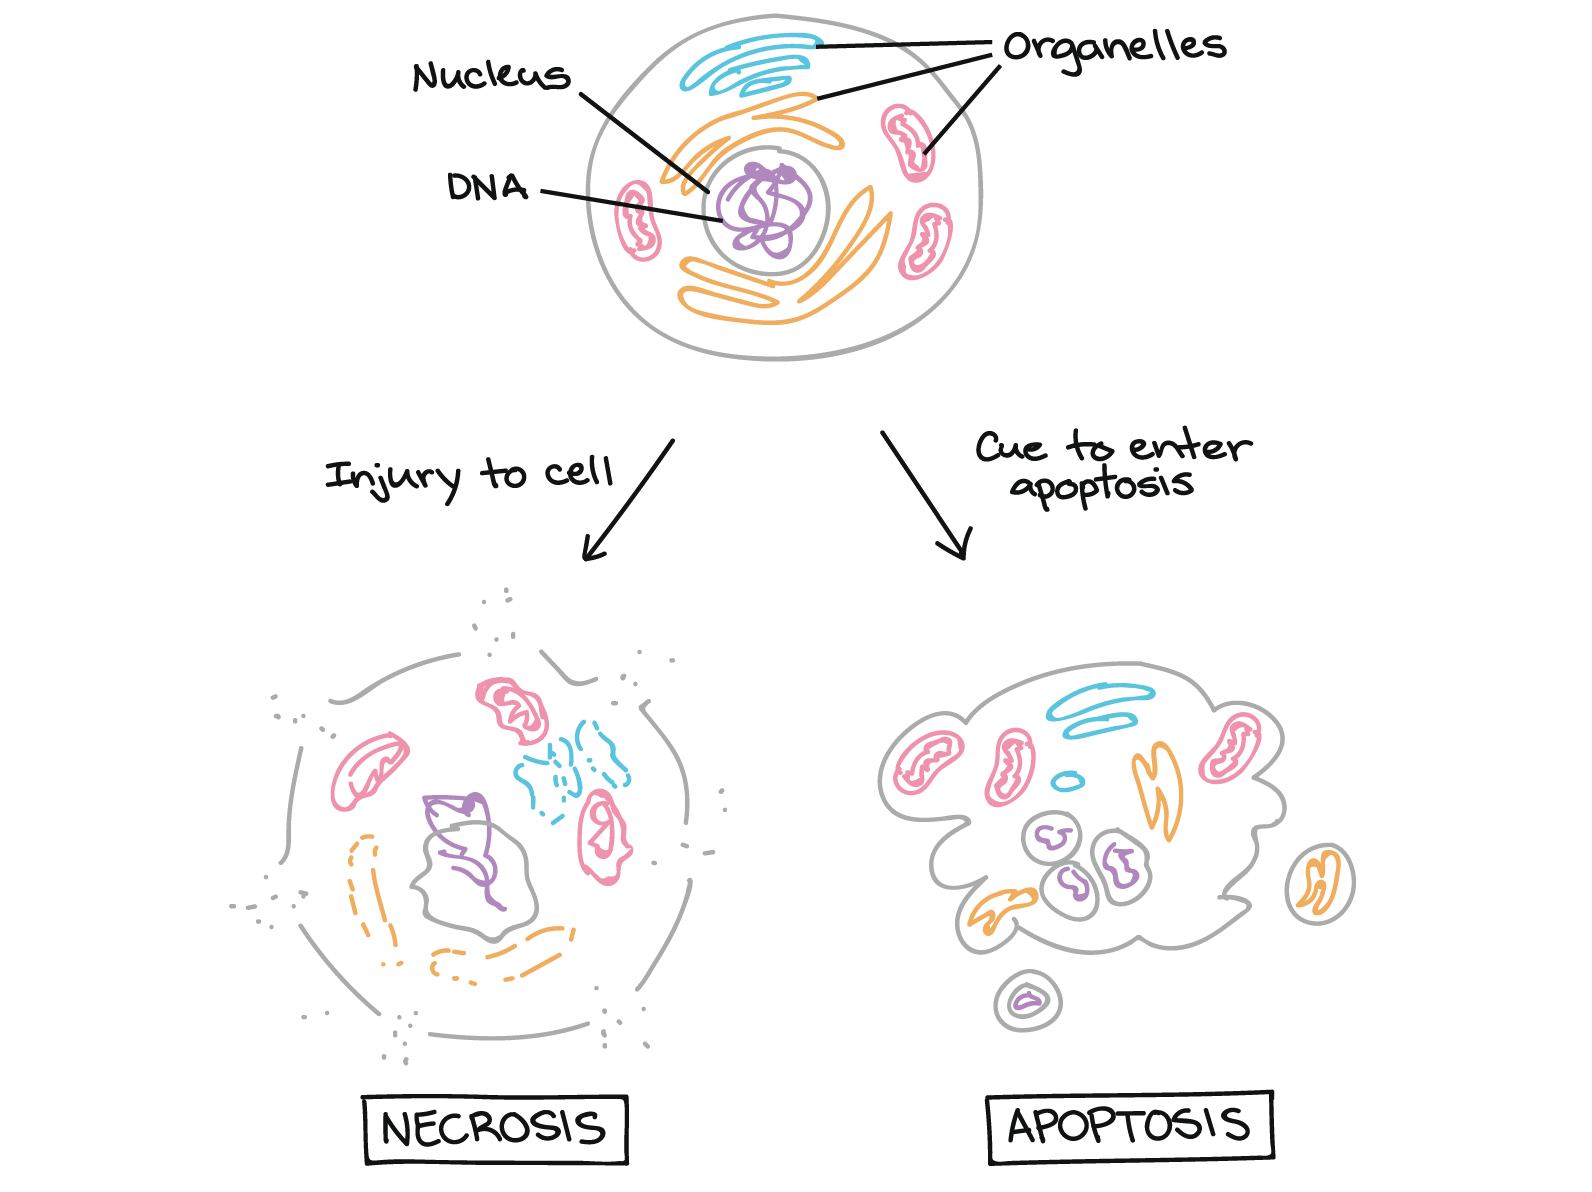 Organelles
Nucleus
DNA
Injury to cell
Cue to enter
apoptosis
NECROSIS
APOPTOSIS